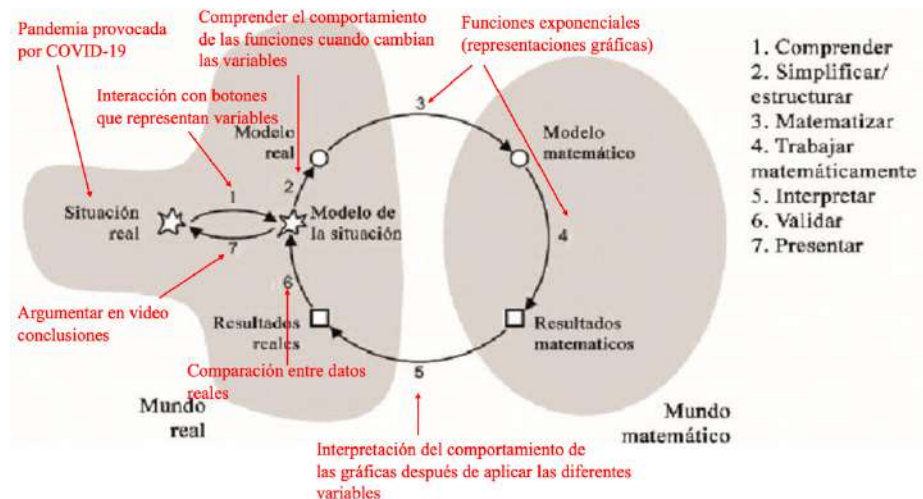 Pandemia provocada
por COVID-19
Comprender el comportamiento
de las funciones cuando cambian
las variables
Funciones exponenciales
(representaciones gráficas)
Interacción con botones
que representan variables
1. Comprender
2. Simplificar/
estructurar
3. Matematizar
4. Trabajar
matemáticamente
5. Interpretar
6. Validar
7. Presentar
3
Modelo
real
Modelo
matemático
2
1
Situación
real
Modelo de
la situación
7
4
6
Argumentar en video
conclusiones
Resultados
reales
Resultados
matematicos
Comparación entre datos
reales
5
Mundo
real
Mundo
matemático
Interpretación del comportamiento de
las gráficas después de aplicar las diferentes
variables